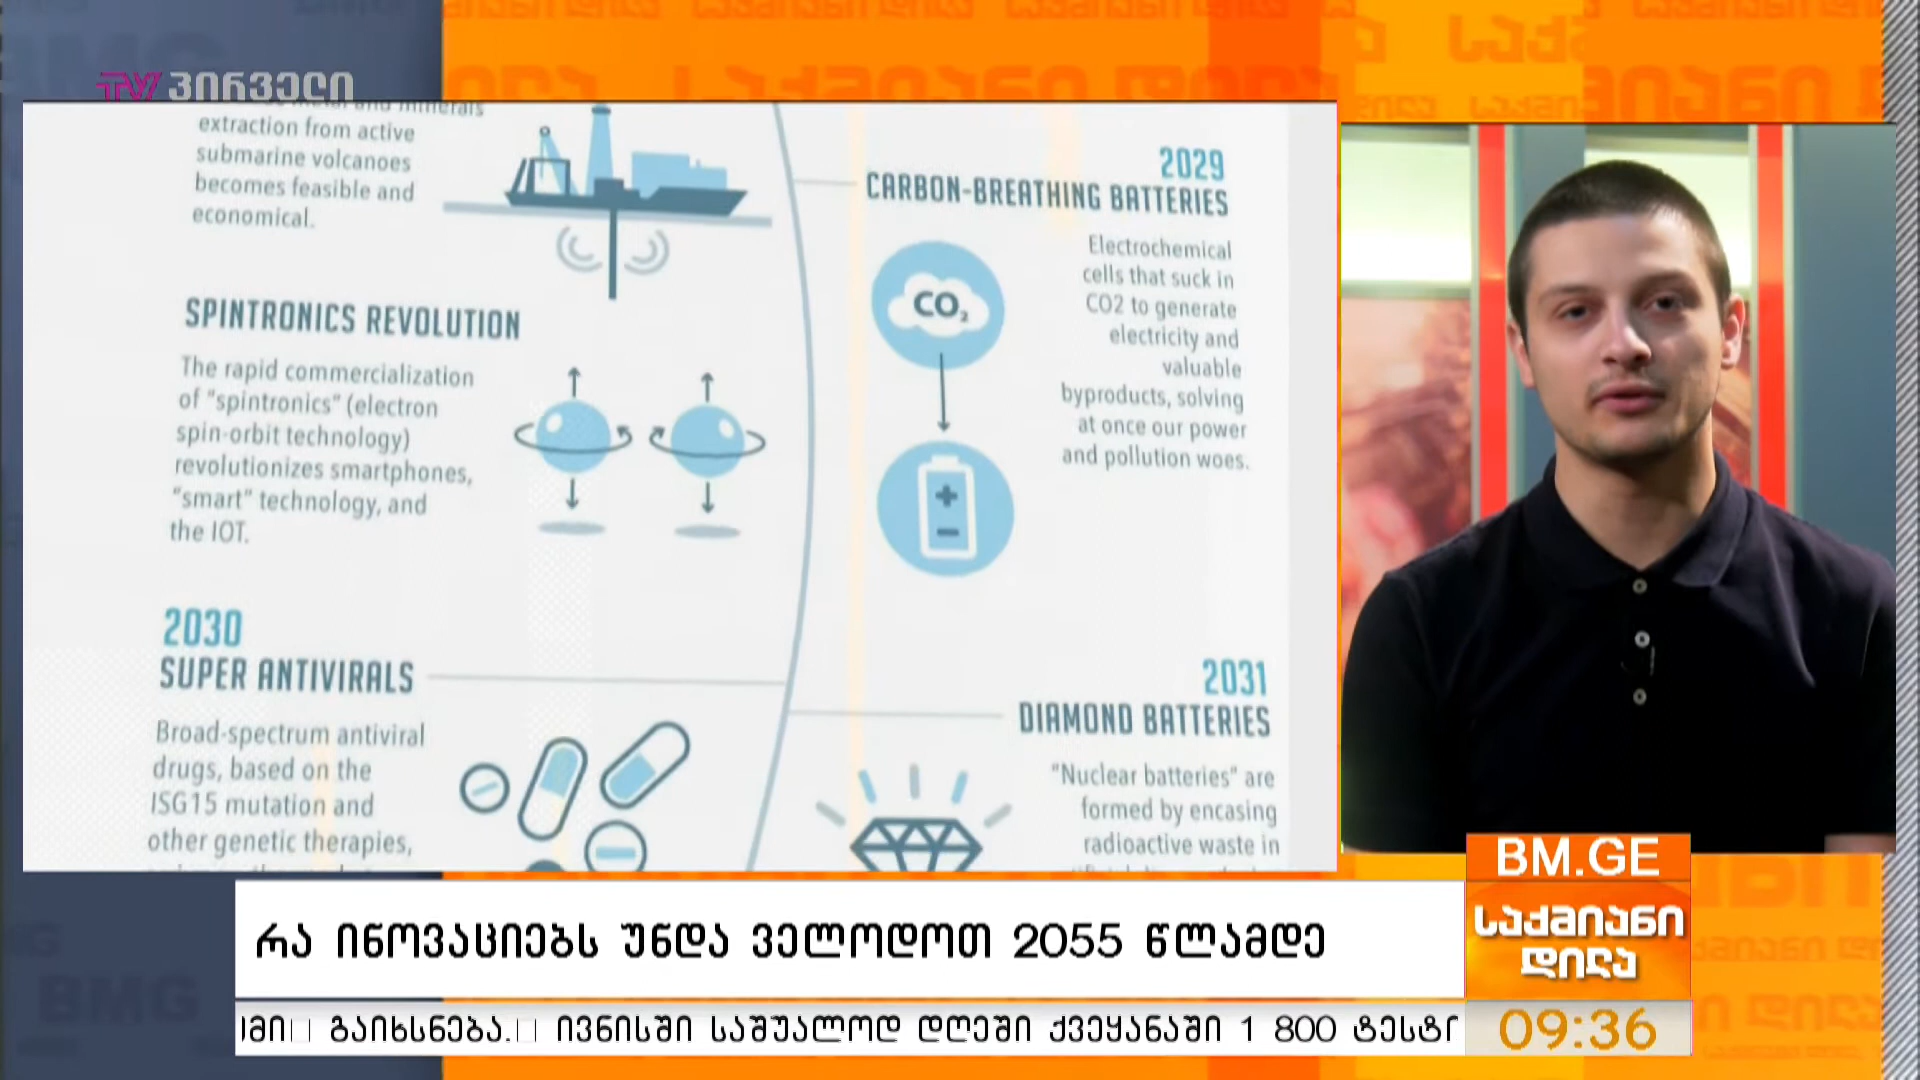 TV პირველი
metal and minerals
extraction from active
submarine volcanoes
becomes feasible and
economical.
SPINTRONICS REVOLUTION
The rapid commercialization
of "spintronics" (electron
spin-orbit technology)
revolutionizes smartphones,
"smart" technology, and
the IOT.
2030
SUPER ANTIVIRALS
Broad-spectrum antiviral
drugs, based on the
ISG15 mutation and
other genetic therapies,
2029
CARBON-BREATHING BATTERIES
CO₂
Electrochemical
cells that suck in
CO2 to generate
electricity and
valuable
byproducts, solving
at once our power
and pollution woes.
2031
DIAMOND BATTERIES
"Nuclear batteries" are
formed by encasing
radioactive waste in
BM.GE
საქმიანი
დილა
რა ინოვაციებს უნდა ველოდოთ 2055 წლამდე
გაიხსნება. ივნისში საშუალოდ დღეში ქვეყანაში 1 800 ტესტი
09:36